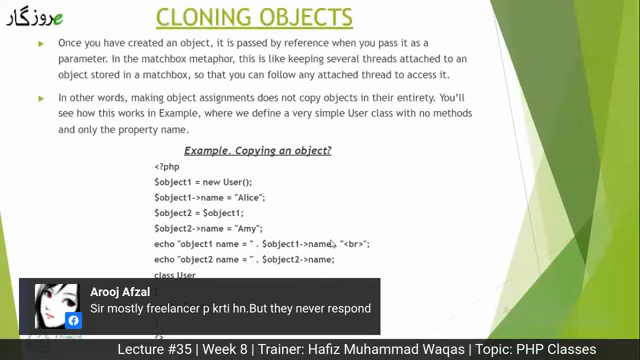 eروزگار
CLONING OBJECTS
Once you have created an object, it is passed by reference when you pass it as a
parameter. In the matchbox metaphor, this is like keeping several threads attached to an
object stored in a matchbox, so that you can follow any attached thread to access it.
In other words, making object assignments does not copy objects in their entirety. You'll
see how this works in Example, where we define a very simple User class with no methods
and only the property name.
Example. Copying an object?
<?php
$object1 = new User();
$object1->name = "Alice";
$object2 = $object1;
$object2->name = "Amy";
echo "object1 name = " . $object1->name . "<br>";
echo "object2 name = " . $object2->name;
class User
Arooj Afzal
Sir mostly freelancer p krti hn.But they never respond
?>
Lecture #35 | Week 8 | Trainer: Hafiz Muhammad Waqas | Topic: PHP Classes